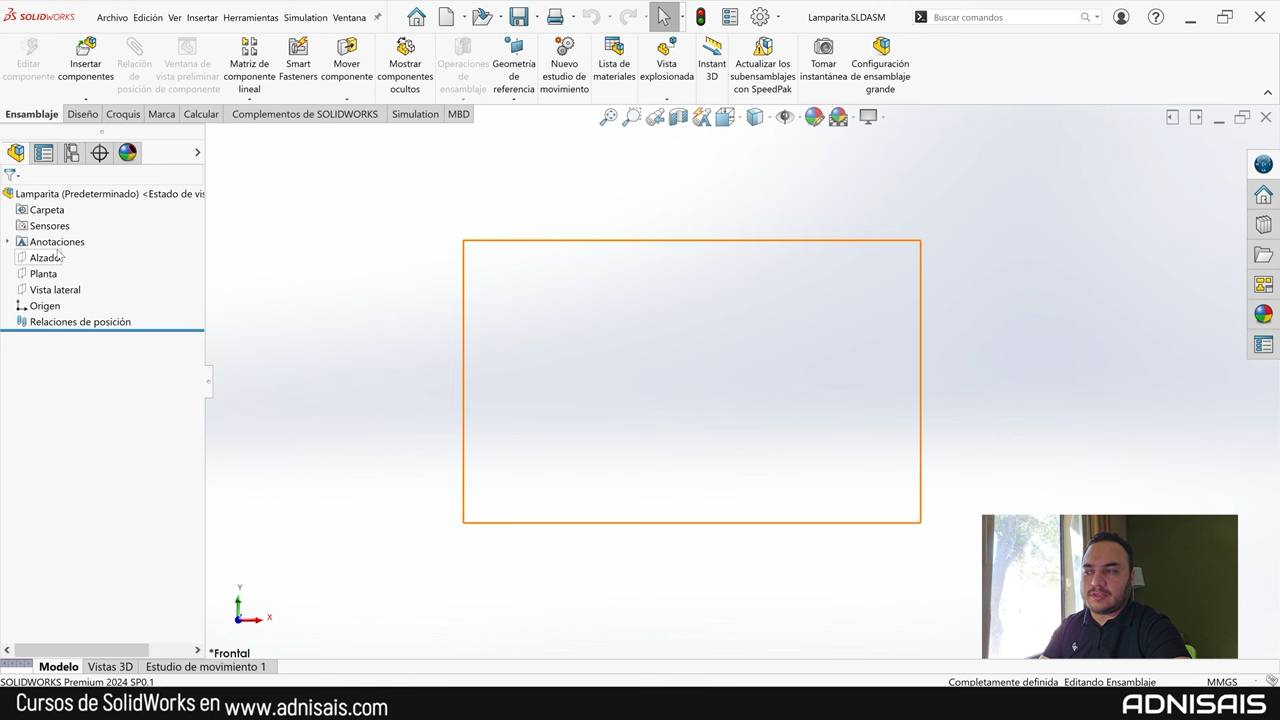 SOLIDWORKS
Archivo Edición Ver Insertar Herramientas Simulation Ventana
Lamparita.SLDASM
Buscar comandos
Editar componente
Insertar componentes
Relación de posición
Ventana de vista preliminar de componente
Matriz de componente lineal
Smart Fasteners
Mover componente
Mostrar componentes ocultos
Operaciones de ensamblaje
Geometría de referencia
Nuevo estudio de movimiento
Lista de materiales
Vista explosionada
Instant 3D
Actualizar los subensamblajes con SpeedPak
Tomar instantánea
Configuración de ensamblaje grande
Ensamblaje Diseño Croquis Marca Calcular Complementos de SOLIDWORKS Simulation MBD
Lamparita (Predeterminado) <Estado de vis
Carpeta
Sensores
Anotaciones
Alzado
Planta
Vista lateral
Origen
Relaciones de posición
Y
X
*Frontal
Modelo Vistas 3D Estudio de movimiento 1
SOLIDWORKS Premium 2024 SP0.1
Completamente definida Editando Ensamblaje MMGS
Cursos de SolidWorks en www.adnisais.com
ADNISAIS